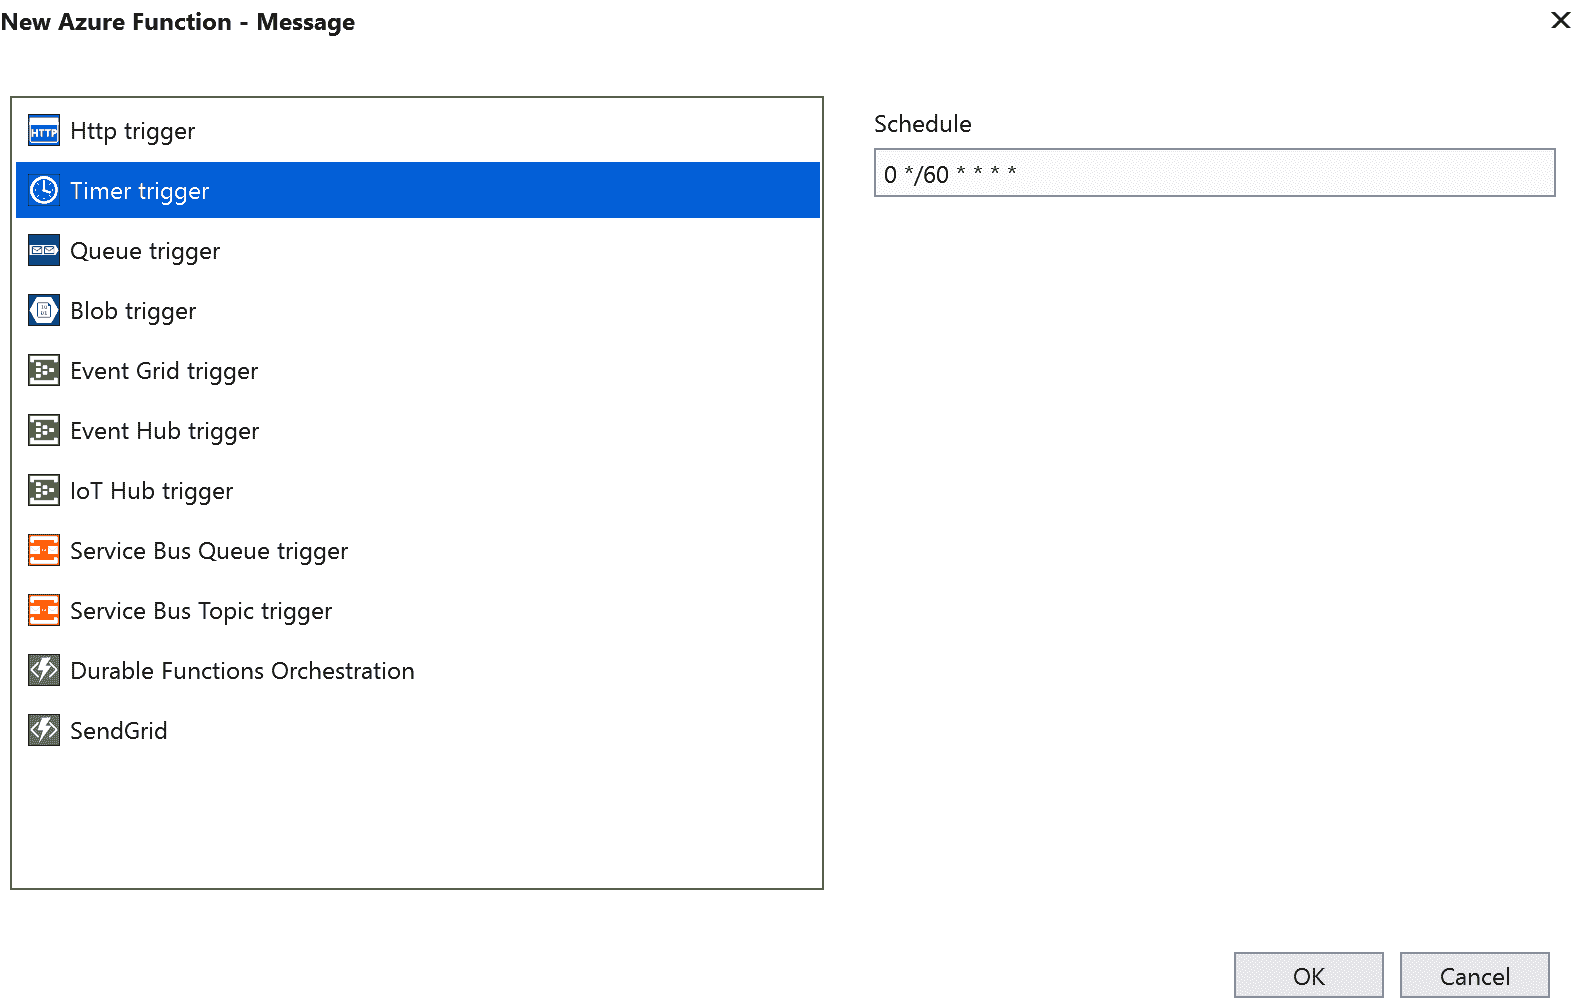 New Azure Function - Message
HTTP Http trigger
Timer trigger
Queue trigger
Blob trigger
Event Grid trigger
Event Hub trigger
IoT Hub trigger
Service Bus Queue trigger
Service Bus Topic trigger
Durable Functions Orchestration
SendGrid
Schedule
0 */60 * * * *
OK
Cancel